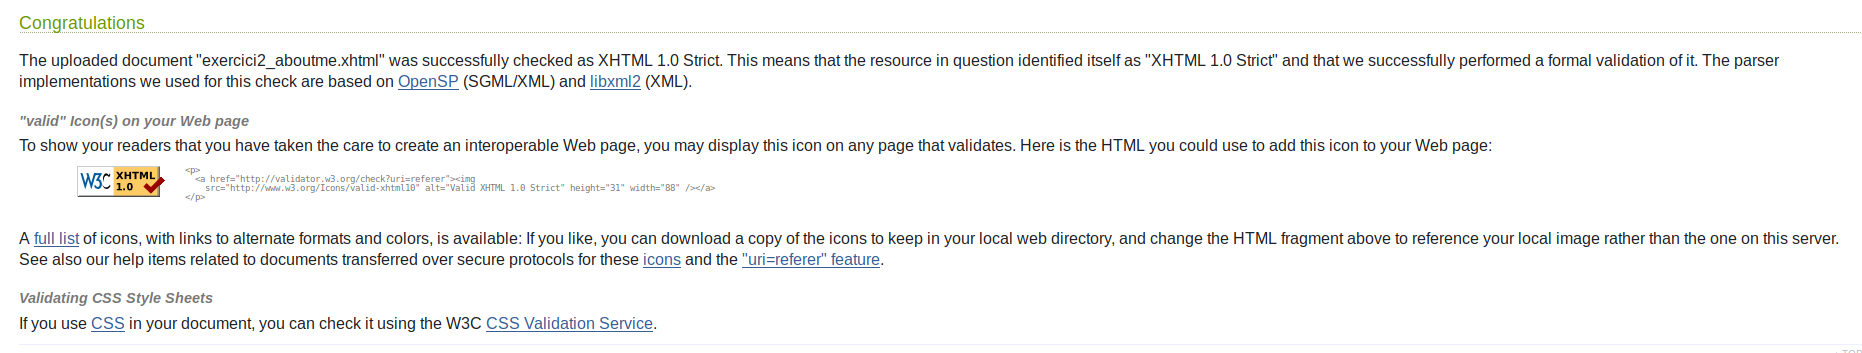 Congratulations
The uploaded document "exercici2_aboutme.xhtml" was successfully checked as XHTML 1.0 Strict. This means that the resource in question identified itself as "XHTML 1.0 Strict" and that we successfully performed a formal validation of it. The parser
implementations we used for this check are based on OpenSP (SGML/XML) and libxml2 (XML).
"valid" Icon(s) on your Web page
To show your readers that you have taken the care to create an interoperable Web page, you may display this icon on any page that validates. Here is the HTML you could use to add this icon to your Web page:
W3C XHTML 1.0
<p>
<a href="http://validator.w3.org/check?uri=referer"><img
src="http://www.w3.org/Icons/valid-xhtml10" alt="Valid XHTML 1.0 Strict" height="31" width="88" /></a>
</p>
A full list of icons, with links to alternate formats and colors, is available: If you like, you can download a copy of the icons to keep in your local web directory, and change the HTML fragment above to reference your local image rather than the one on this server.
See also our help items related to documents transferred over secure protocols for these icons and the "uri=referer" feature.
Validating CSS Style Sheets
If you use CSS in your document, you can check it using the W3C CSS Validation Service.